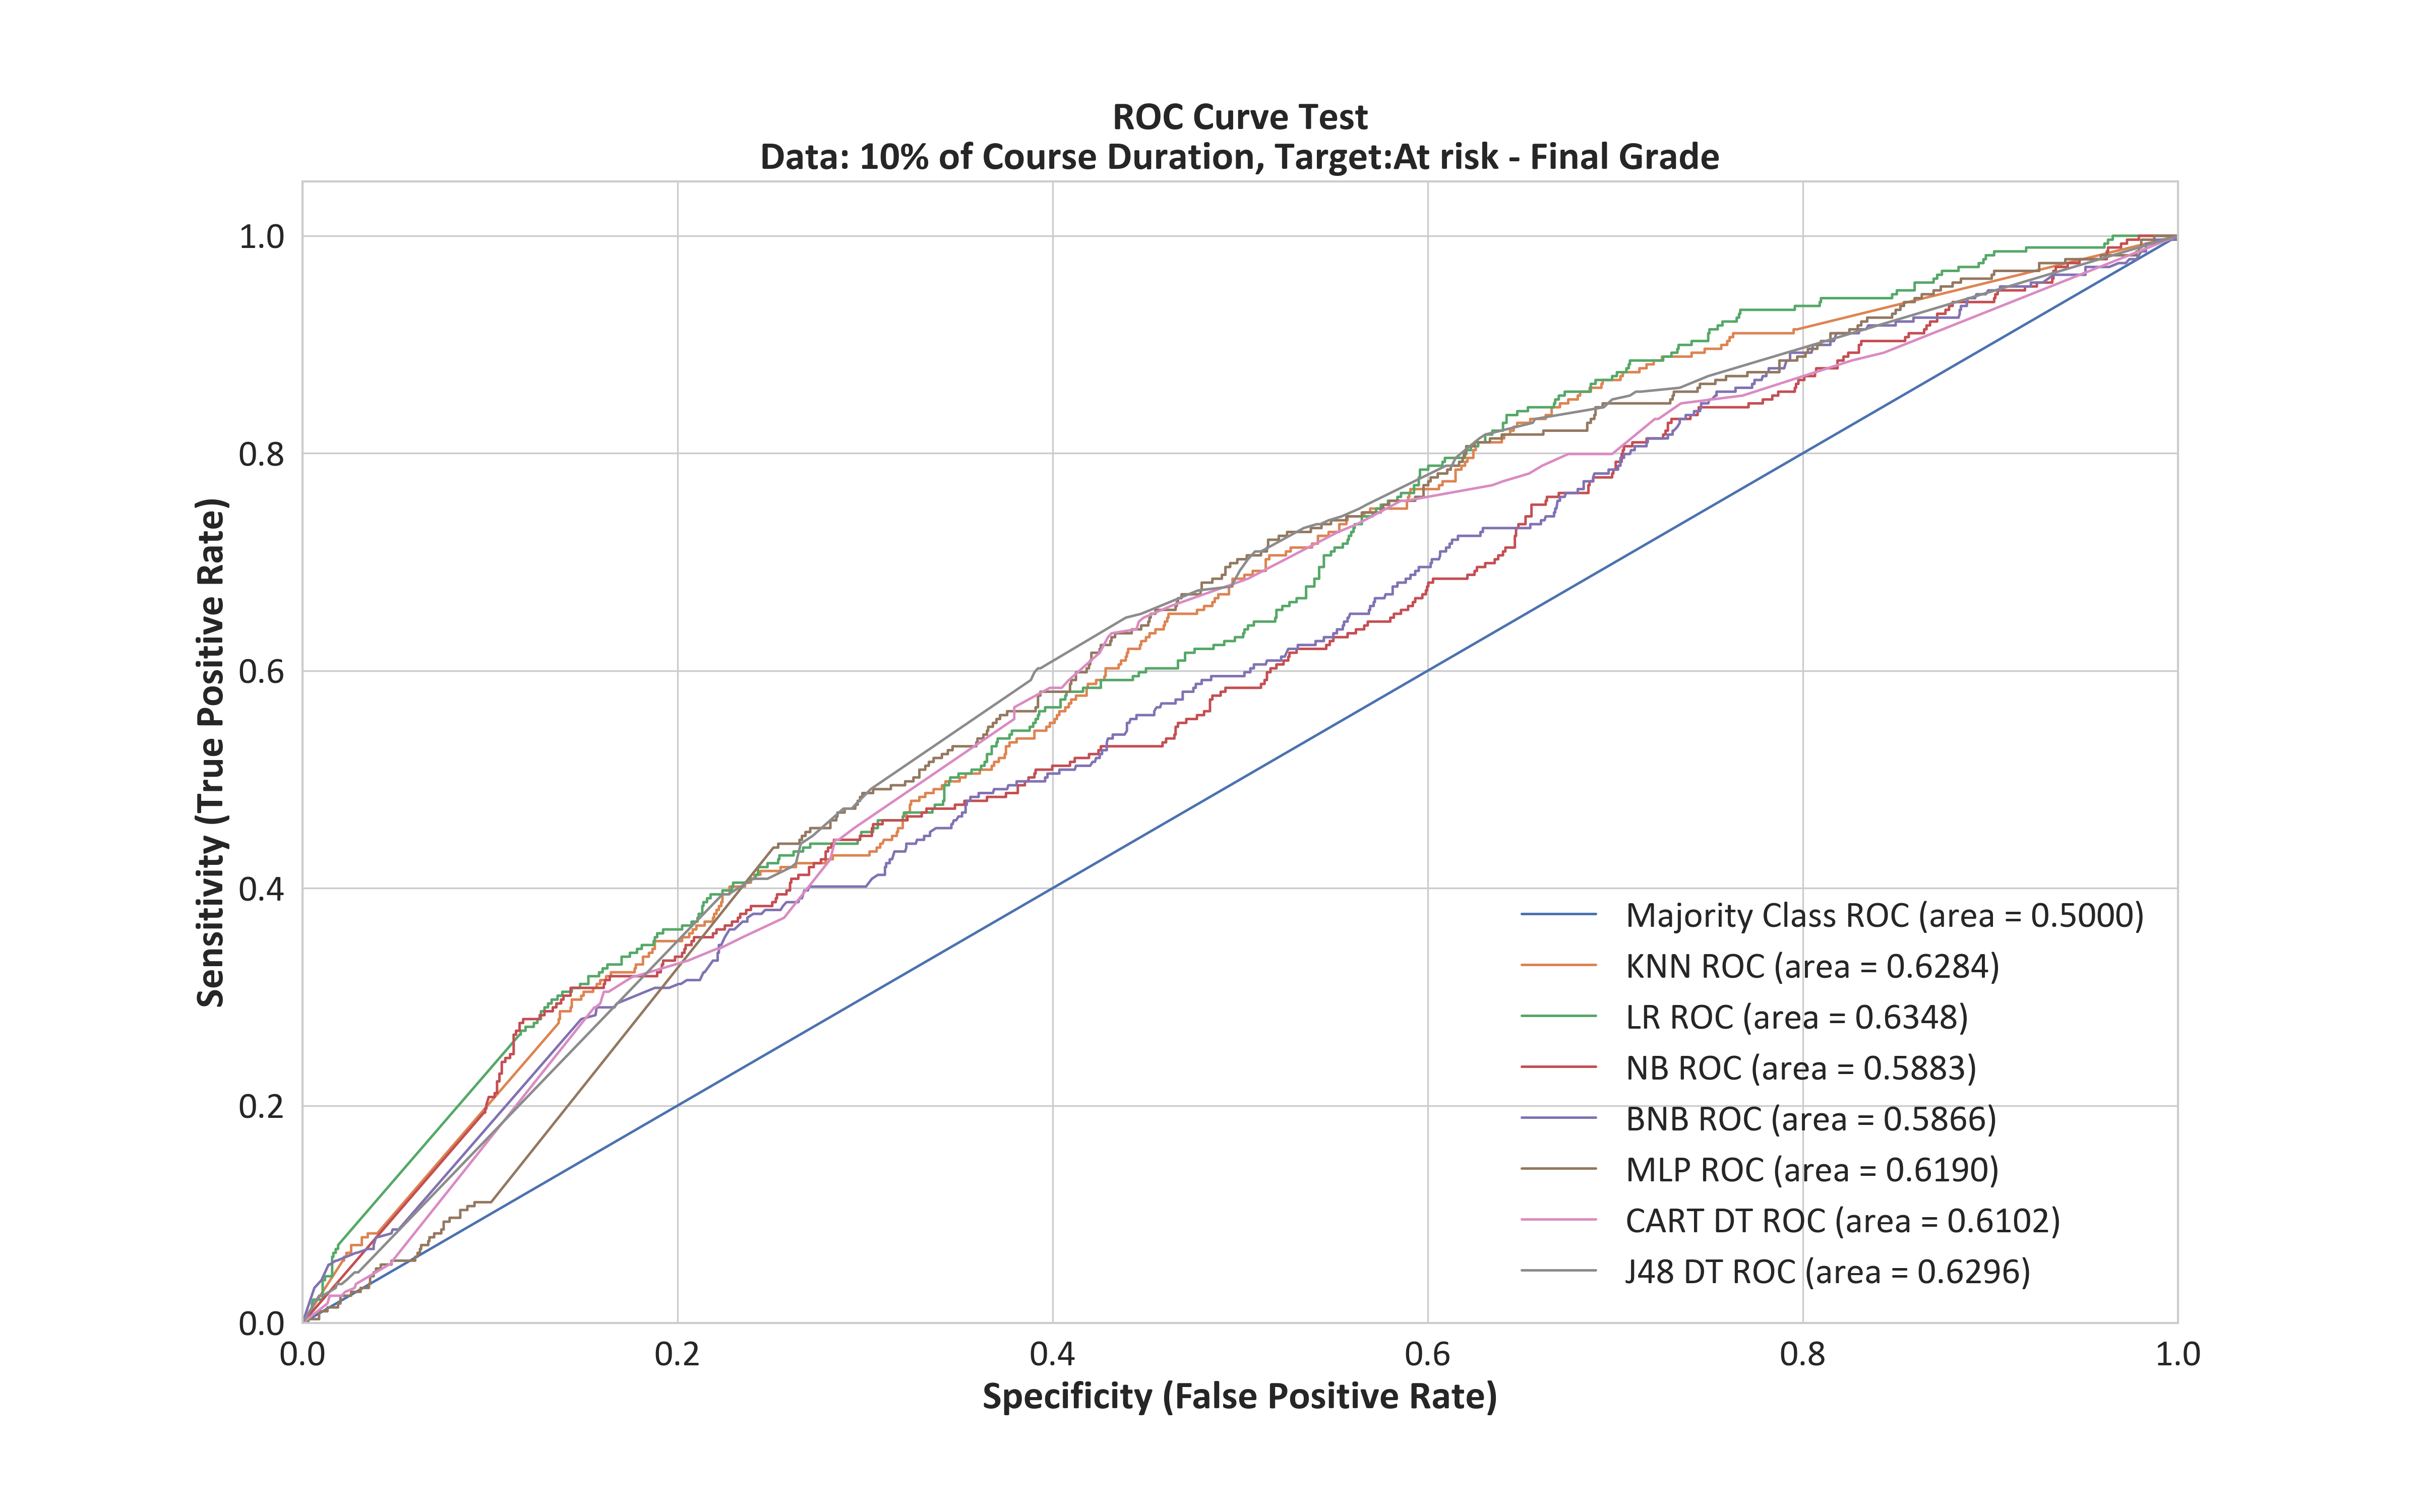 ROC Curve Test
Data: 10% of Course Duration, Target:At risk - Final Grade
Sensitivity (True Positive Rate)
1.0
0.8
0.6
0.4
0.2
0.0
Majority Class ROC (area = 0.5000)
KNN ROC (area = 0.6284)
LR ROC (area = 0.6348)
NB ROC (area = 0.5883)
BNB ROC (area = 0.5866)
MLP ROC (area = 0.6190)
CART DT ROC (area = 0.6102)
J48 DT ROC (area = 0.6296)
0.0 0.2 0.4 0.6 0.8 1.0
Specificity (False Positive Rate)